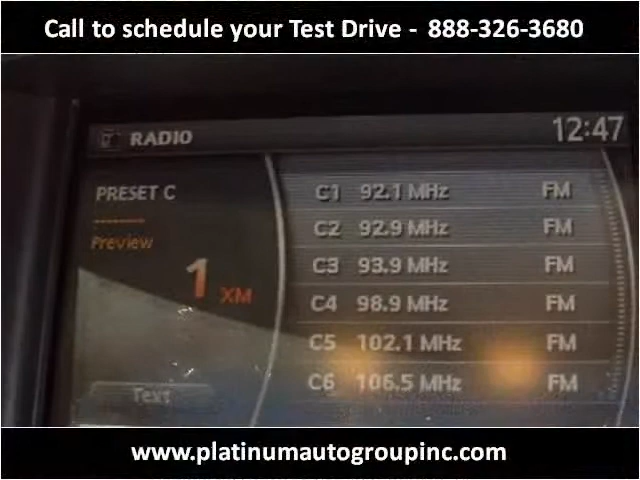 Call to schedule your Test Drive - 888-326-3680
RADIO 12:47
PRESET C
Preview
1 XM
Text
C1 92.1 MHz FM
C2 92.9 MHz FM
C3 93.9 MHz FM
C4 98.9 MHz FM
C5 102.1 MHz FM
C6 106.5 MHz FM
www.platinumautogroupinc.com